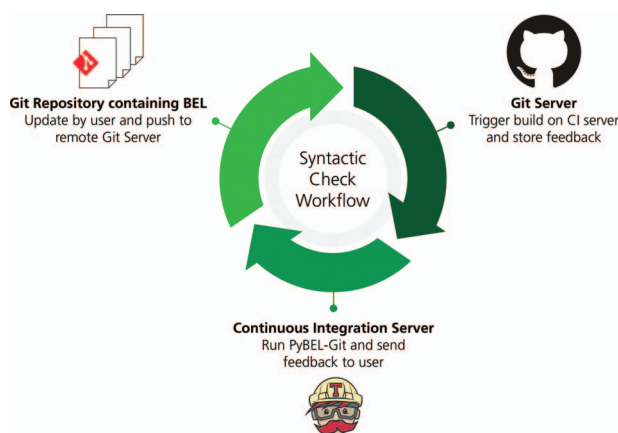 Git Repository containing BEL
Update by user and push to
remote Git Server
Git Server
Trigger build on CI server
and store feedback
Syntactic
Check
Workflow
Continuous Integration Server
Run PyBEL-Git and send
feedback to user
T